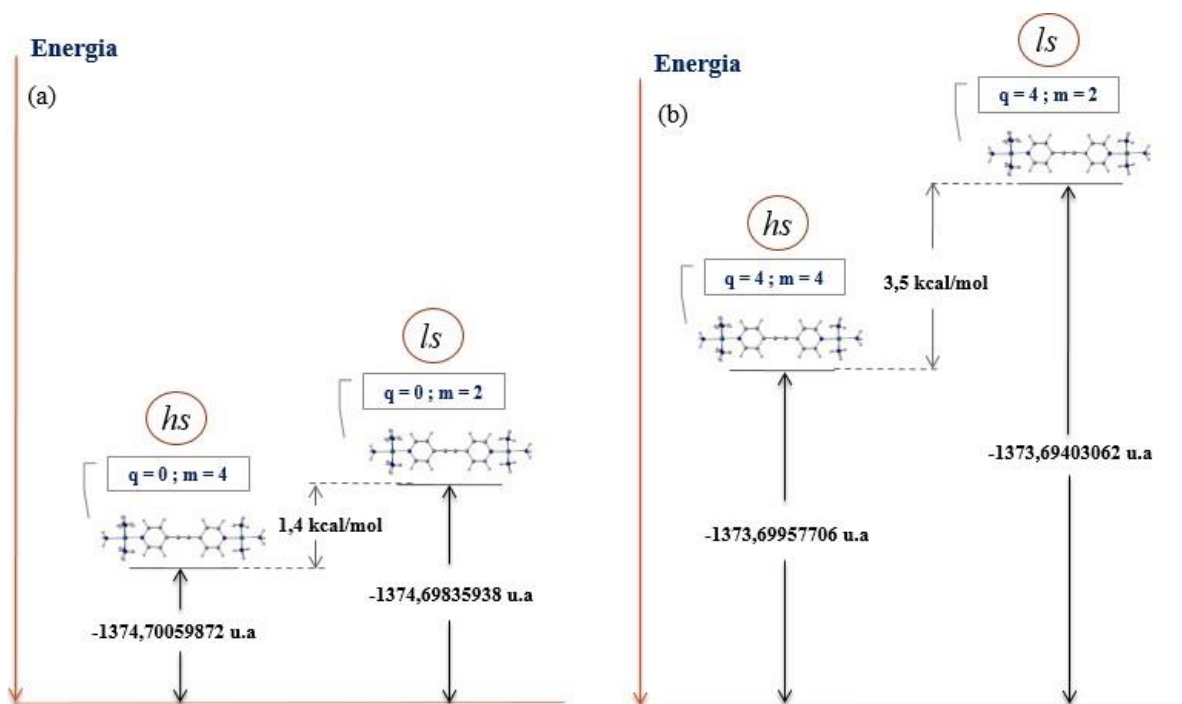 Energia
(a)
hs
q = 0 ; m = 4
1,4 kcal/mol
-1374,70059872 u.a
ls
q = 0 ; m = 2
-1374,69835938 u.a
Energia
(b)
hs
q = 4 ; m = 4
3,5 kcal/mol
-1373,69957706 u.a
ls
q = 4 ; m = 2
-1373,69403062 u.a